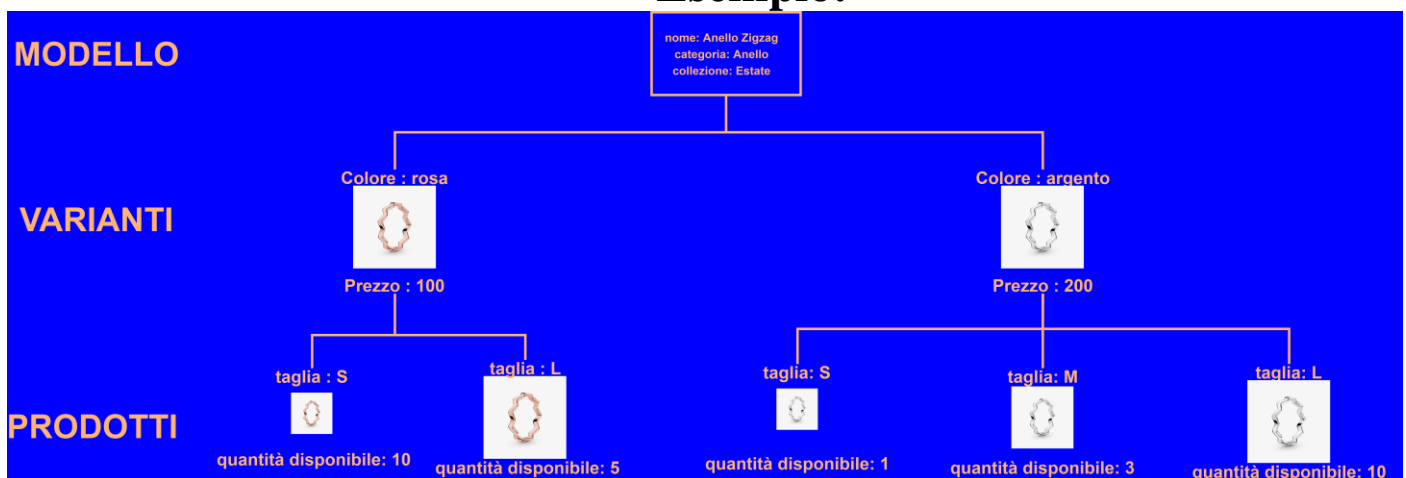 Esempio:
MODELLO
nome: Anello Zigzag
categoria: Anello
collezione: Estate
VARIANTI
Colore : rosa
Prezzo : 100
Colore : argento
Prezzo : 200
PRODOTTI
taglia : S
quantità disponibile: 10
taglia : L
quantità disponibile: 5
taglia: S
quantità disponibile: 1
taglia: M
quantità disponibile: 3
taglia: L
quantità disponibile: 10